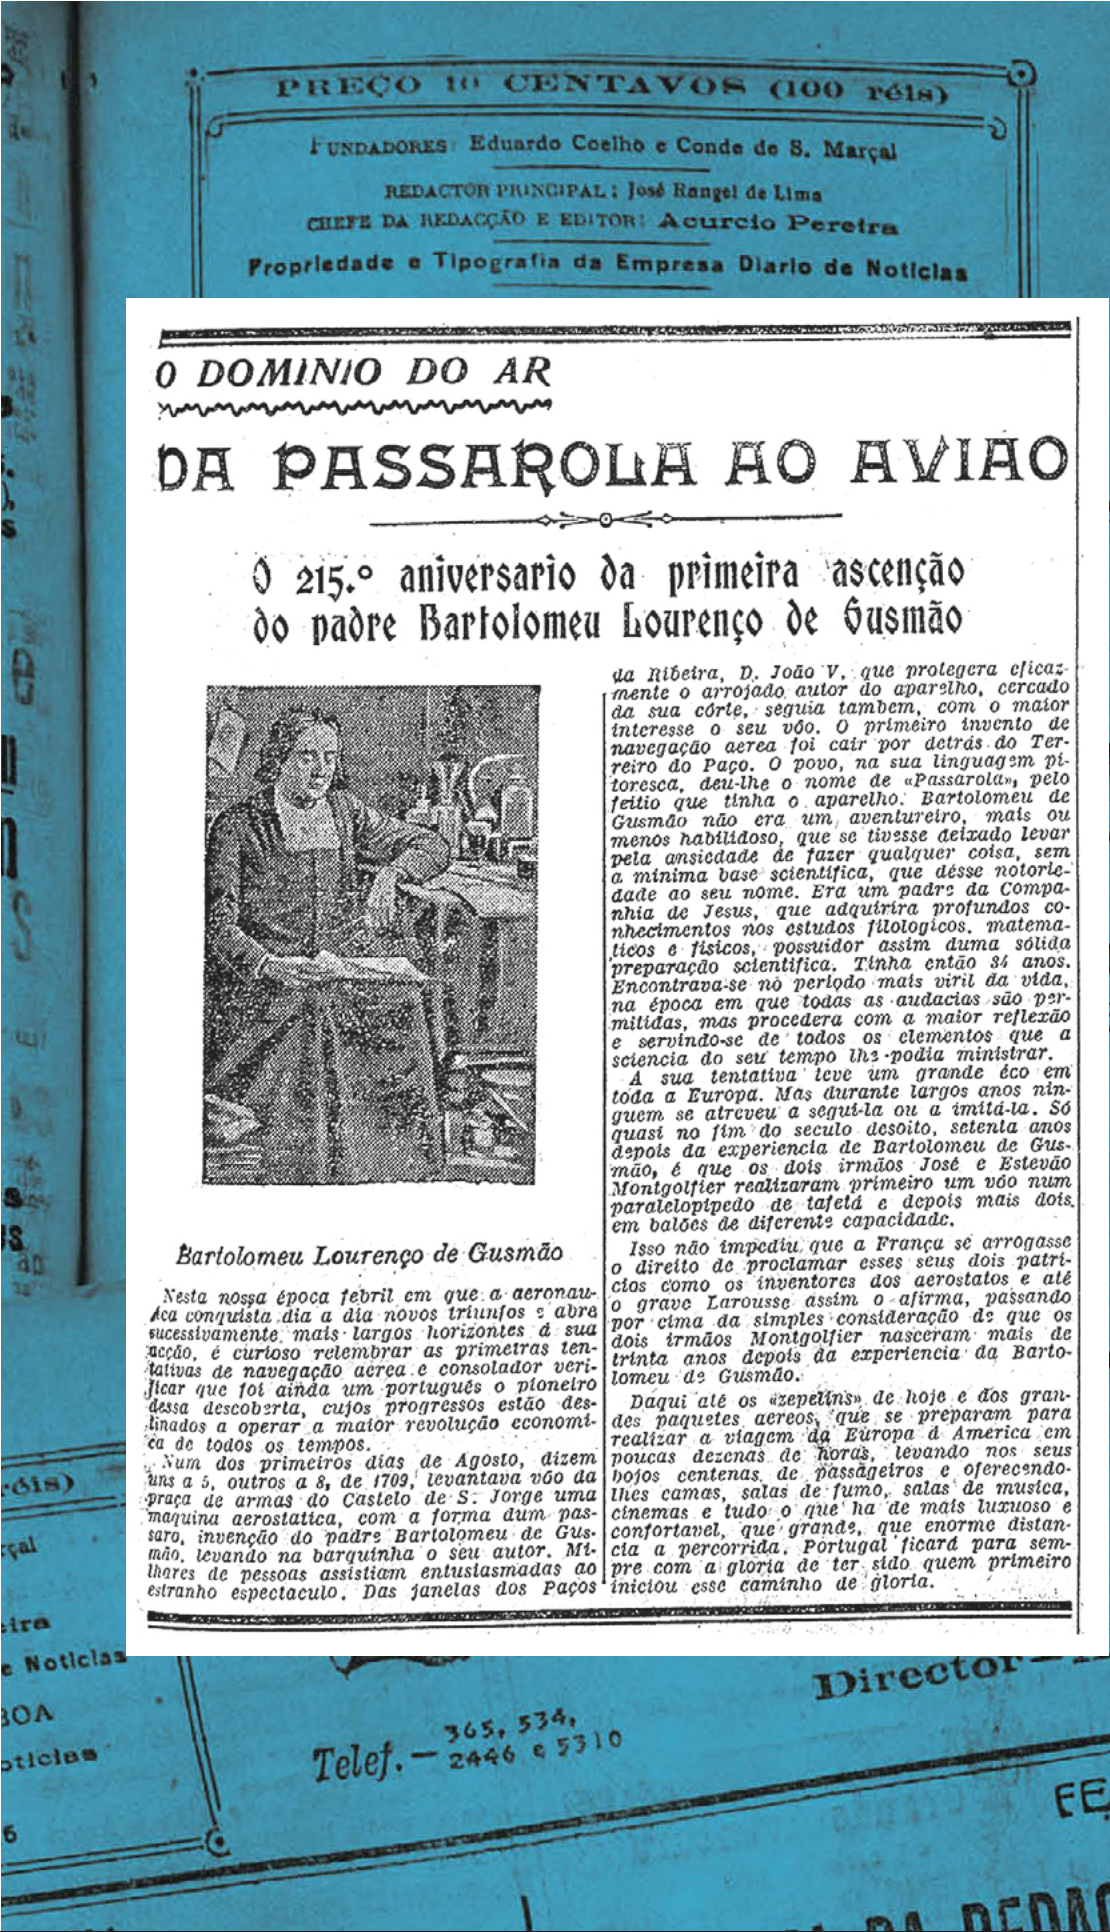 PREÇO 10 CENTAVOS (100 réis)
FUNDADORES: Eduardo Coelho e Conde de S. Marçal
REDACTOR PRINCIPAL: José Rangel de Lima
CHEFE DA REDACÇÃO E EDITOR: Acurcio Pereira
Propriedade e Tipografia da Empresa Diario de Noticias
O DOMINIO DO AR
DA PASSAROLA AO AVIAO
O 215.º aniversario da primeira ascenção
do padre Bartolomeu Lourenço de Gusmão
Bartolomeu Lourenço de Gusmão
Nesta nossa época febril em que a aeronau-
tica conquista dia a dia novos triunfos e abre
sucessivamente mais largos horizontes á sua
acção, é curioso relembrar as primeiras ten-
tativas de navegação aerea e consolador veri-
ficar que foi ainda um português o pioneiro
dessa descoberta, cujos progressos estão des-
tinados a operar a maior revolução economi-
ca de todos os tempos.
Num dos primeiros dias de Agosto, dizem
uns a 5, outros a 8, de 1709, levantava vôo da
praça de armas do Castelo de S. Jorge uma
maquina aerostatica, com a forma dum pas-
saro, invenção do padre Bartolomeu de Gus-
mão, levando na barquinha o seu autor. Mi-
lhares de pessoas assistiam entusiasmadas ao
estranho espectaculo. Das janelas dos Paços
da Ribeira, D. João V, que protegera eficaz-
mente o arrojado autor do aparelho, cercado
da sua côrte, seguia tambem, com o maior
interesse o seu vôo. O primeiro invento de
navegação aerea foi cair por detrás do Ter-
reiro do Paço. O povo, na sua linguagem pi-
toresca, deu-lhe o nome de «Passarola», pelo
feitio que tinha o aparelho. Bartolomeu de
Gusmão não era um aventureiro, mais ou
menos habilidoso, que se tivesse deixado levar
pela ansiedade de fazer qualquer coisa, sem
a minima base scientifica, que désse notorie-
dade ao seu nome. Era um padre da Compa-
nhia de Jesus, que adquirira profundos co-
nhecimentos nos estudos filologicos, matema-
ticos e fisicos, possuidor assim duma sólida
preparação scientifica. Tinha então 34 anos.
Encontrava-se no periodo mais viril da vida,
na época em que todas as audacias são per-
mitidas, mas procedera com a maior reflexão
e servindo-se de todos os elementos que a
sciencia do seu tempo lhe podia ministrar.
A sua tentativa teve um grande éco em
toda a Europa. Mas durante largos anos nin-
guem se atreveu a segui-la ou a imitá-la. Só
quasi no fim do seculo desoito, setenta anos
depois da experiencia de Bartolomeu de Gus-
mão, é que os dois irmãos José e Estevão
Montgolfier realizaram primeiro um vôo num
paralelopipedo de tafetá e depois mais dois
em balões de diferente capacidade.
Isso não impediu que a França se arrogasse
o direito de proclamar esses seus dois patri-
cios como os inventores dos aerostatos e até
o grave Larousse assim o afirma, passando
por cima da simples consideração de que os
dois irmãos Montgolfier nasceram mais de
trinta anos depois da experiencia da Barto-
lomeu de Gusmão.
Daqui até os «zepelins» de hoje e dos gran-
des paquetes aereos, que se preparam para
realizar a viagem da Europa á America em
poucas dezenas de horas, levando nos seus
bojos centenas de passageiros e oferecendo-
lhes camas, salas de fumo, salas de musica,
cinemas e tudo o que ha de mais luxuoso e
confortavel, que grande, que enorme distan-
cia a percorrida. Portugal ficará para sem-
pre com a gloria de ter sido quem primeiro
iniciou esse caminho de gloria.
réis)
rçal
eira
e Noticias
BOA
oticias
6
Director
Telef. — 365, 534,
2446 e 5310
FE
DA REDAC